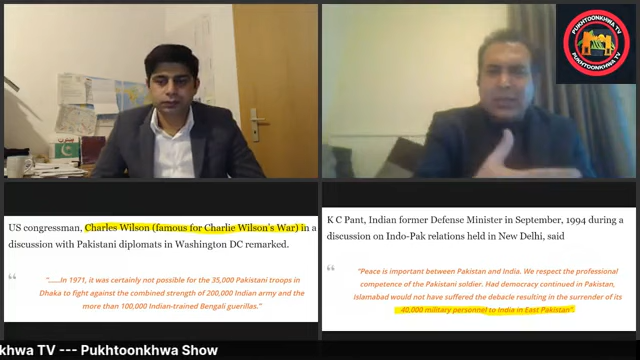 PUKHTOONKHWA TV
PUKHTOONKHWA TV
US congressman, Charles Wilson (famous for Charlie Wilson's War) in a
discussion with Pakistani diplomats in Washington DC remarked.
“
“......In 1971, it was certainly not possible for the 35,000 Pakistani troops in
Dhaka to fight against the combined strength of 200,000 Indian army and the
more than 100,000 Indian-trained Bengali guerillas.”
K C Pant, Indian former Defense Minister in September, 1994 during a
discussion on Indo-Pak relations held in New Delhi, said
“
“Peace is important between Pakistan and India. We respect the professional
competence of the Pakistani soldier. Had democracy continued in Pakistan,
Islamabad would not have suffered the debacle resulting in the surrender of its
40,000 military personnel to India in East Pakistan”.
khwa TV --- Pukhtoonkhwa Show